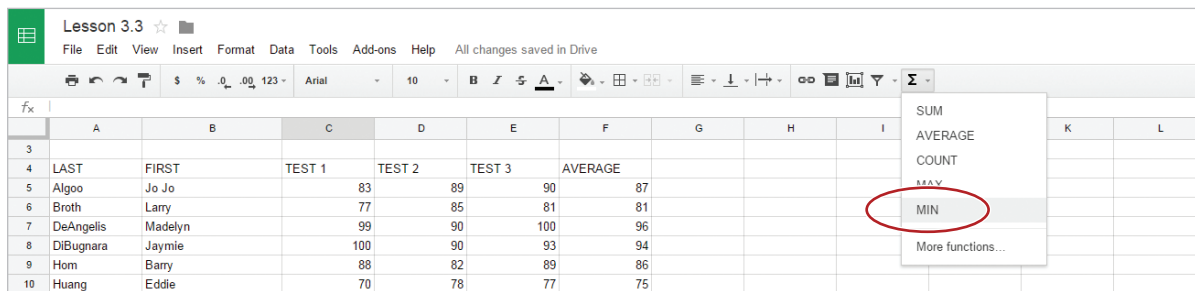 Lesson 3.3
File Edit View Insert Format Data Tools Add-ons Help All changes saved in Drive
$ % .0 .00 123 Arial 10 B I S A Σ
fx
SUM
AVERAGE
COUNT
MAX
MIN
More functions...
A B C D E F G H I K L
3
4 LAST FIRST TEST 1 TEST 2 TEST 3 AVERAGE
5 Algoo Jo Jo 83 89 90 87
6 Broth Larry 77 85 81 81
7 DeAngelis Madelyn 99 90 100 96
8 DiBugnara Jaymie 100 90 93 94
9 Hom Barry 88 82 89 86
10 Huang Eddie 70 78 77 75